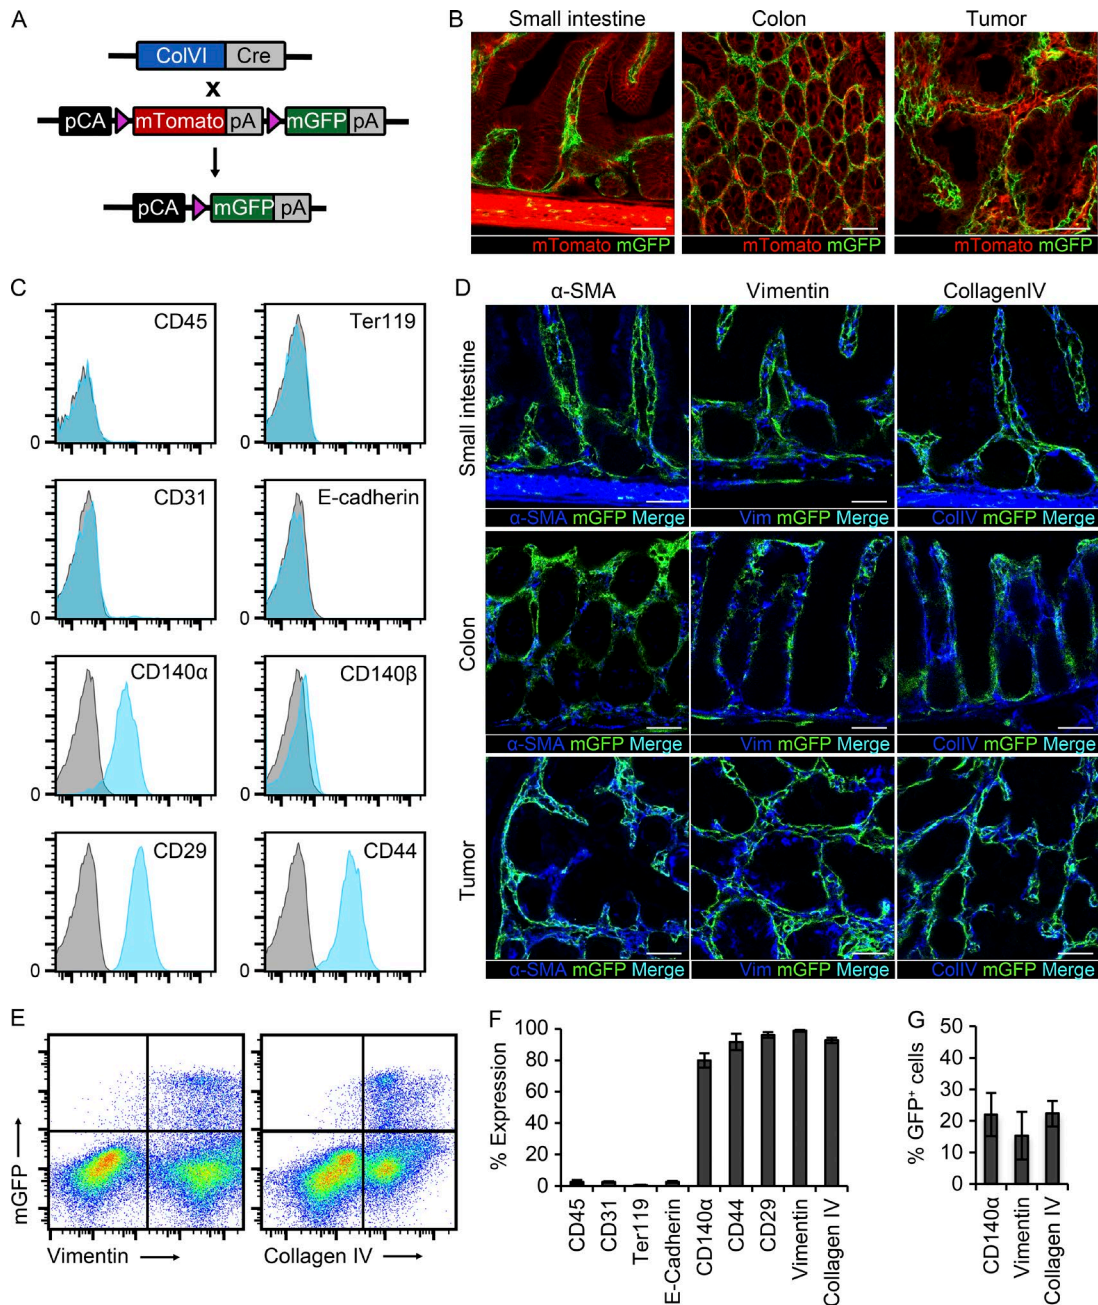 A
ColVI Cre
x
pCA mTomato pA mGFP pA
pCA mGFP pA
B
Small intestine Colon Tumor
mTomato mGFP mTomato mGFP mTomato mGFP
C
CD45 Ter119
0 0
CD31 E-cadherin
0 0
CD140α CD140β
0 0
CD29 CD44
0 0
D
α-SMA Vimentin CollagenIV
Small intestine
α-SMA mGFP Merge Vim mGFP Merge ColIV mGFP Merge
Colon
α-SMA mGFP Merge Vim mGFP Merge ColIV mGFP Merge
Tumor
α-SMA mGFP Merge Vim mGFP Merge ColIV mGFP Merge
E
mGFP
Vimentin Collagen IV
F
% Expression
100
80
60
40
20
0
CD45
CD31
Ter119
E-Cadherin
CD140α
CD44
CD29
Vimentin
Collagen IV
G
% GFP+ cells
50
40
30
20
10
0
CD140α
Vimentin
Collagen IV